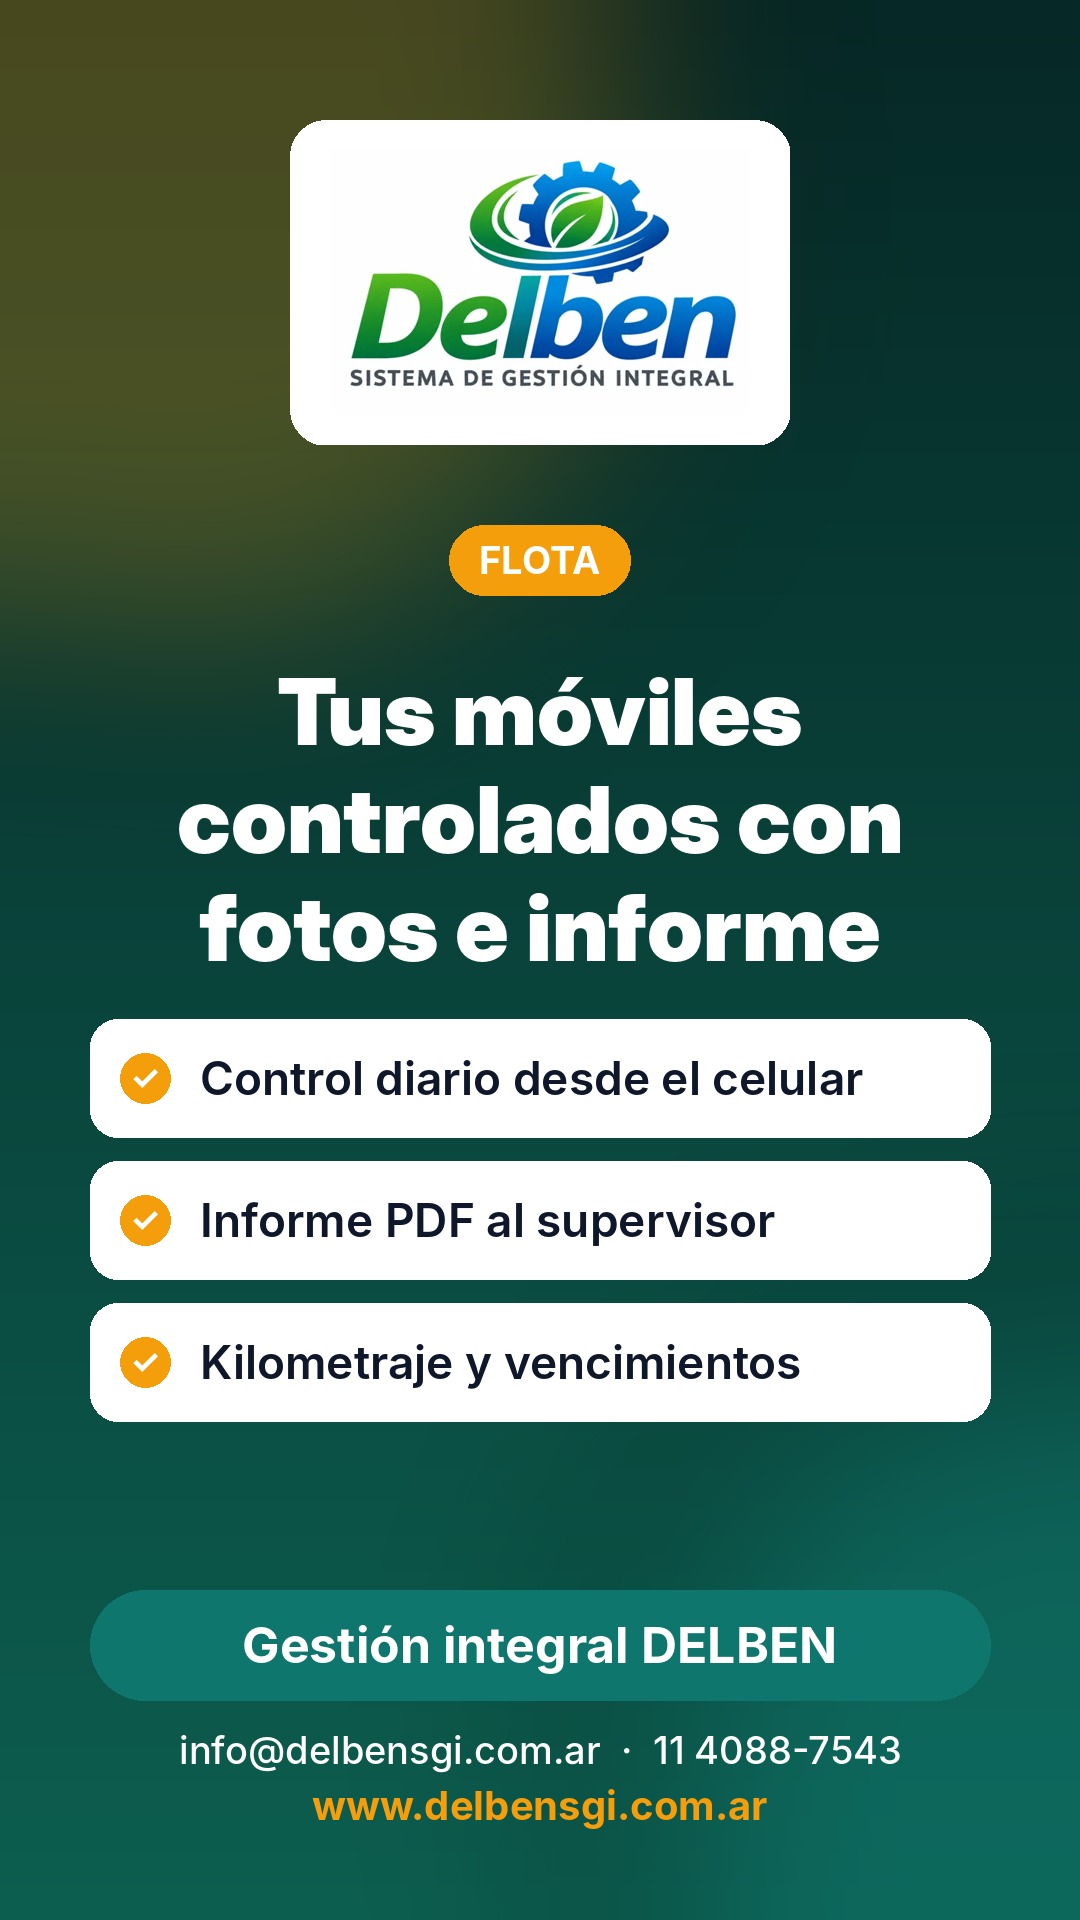 Delben
SISTEMA DE GESTIÓN INTEGRAL
FLOTA
Tus móviles
controlados con
fotos e informe
Control diario desde el celular
Informe PDF al supervisor
Kilometraje y vencimientos
Gestión integral DELBEN
info@delbensgi.com.ar · 11 4088-7543
www.delbensgi.com.ar